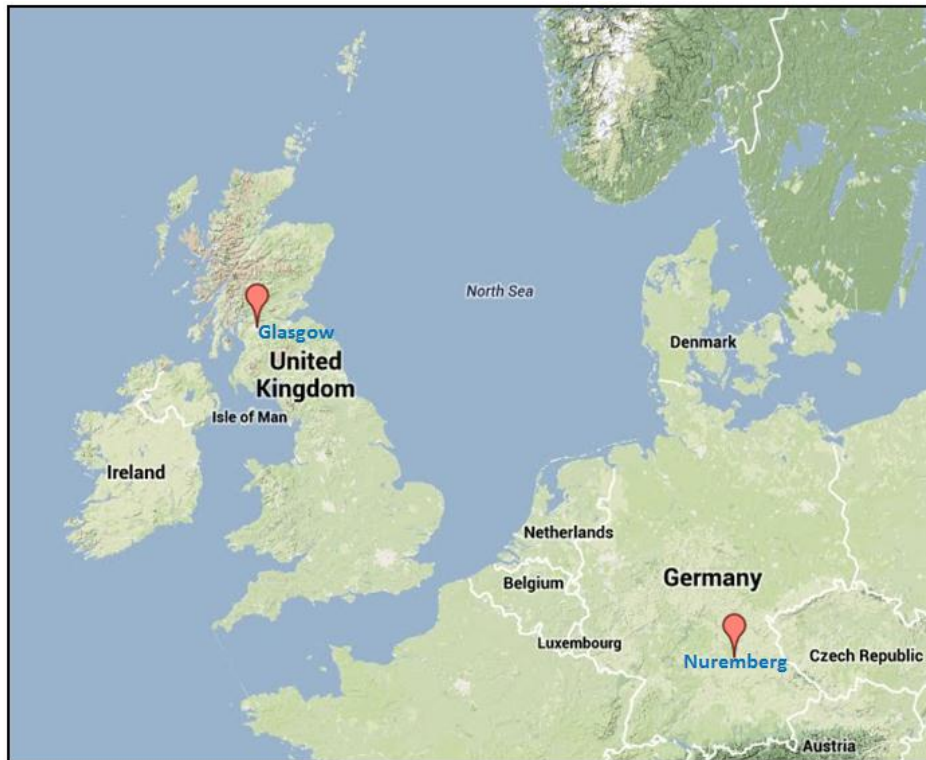 North Sea
Glasgow
Denmark
United
Kingdom
Isle of Man
Ireland
Netherlands
Germany
Belgium
Luxembourg
Nuremberg
Czech Republic
Austria